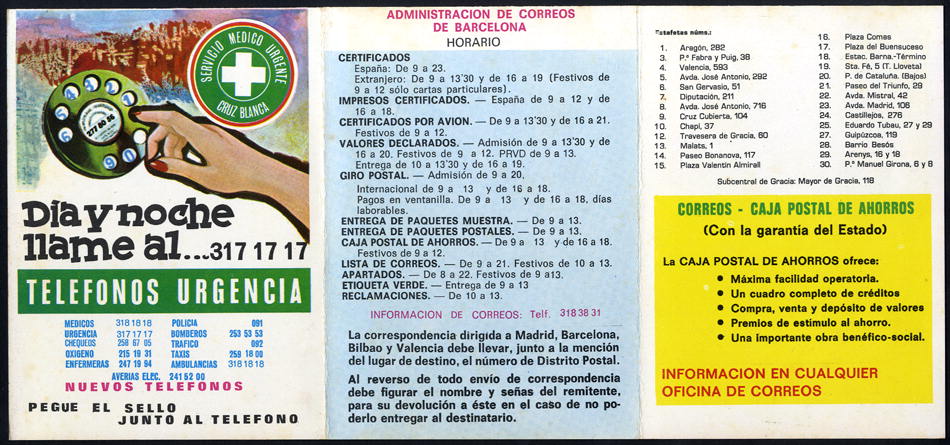 SERVICIO MEDICO URGENTE
CRUZ BLANCA
Día y noche
llame al...317 17 17
TELEFONOS URGENCIA
MEDICOS 318 18 18 POLICIA 091
URGENCIA 317 17 17 BOMBEROS 253 53 53
CHEQUEOS 258 67 05 TRAFICO 092
OXIGENO 215 19 31 TAXIS 259 18 00
ENFERMERAS 247 19 94 AMBULANCIAS 318 18 18
AVERIAS ELEC. 241 52 00
NUEVOS TELEFONOS
PEGUE EL SELLO
JUNTO AL TELEFONO
ADMINISTRACION DE CORREOS
DE BARCELONA
HORARIO
CERTIFICADOS
España: De 9 a 23.
Extranjero: De 9 a 13'30 y de 16 a 19 (Festivos de
9 a 12 sólo cartas particulares).
IMPRESOS CERTIFICADOS. — España de 9 a 12 y de
16 a 18.
CERTIFICADOS POR AVION. — De 9 a 13'30 y de 16 a 21.
Festivos de 9 a 12.
VALORES DECLARADOS. — Admisión de 9 a 13'30 y de
16 a 20. Festivos de 9 a 12. PRVD de 9 a 13.
Entrega de 10 a 13'30 y de 16 a 19.
GIRO POSTAL. — Admisión de 9 a 20,
Internacional de 9 a 13 y de 16 a 18.
Pagos en ventanilla. De 9 a 13 y de 16 a 18, días
laborables.
ENTREGA DE PAQUETES MUESTRA. — De 9 a 13.
ENTREGA DE PAQUETES POSTALES. — De 9 a 13.
CAJA POSTAL DE AHORROS. — De 9 a 13 y de 16 a 18.
Festivos de 9 a 12.
LISTA DE CORREOS. — De 9 a 21. Festivos de 10 a 13.
APARTADOS. — De 8 a 22. Festivos de 9 a13.
ETIQUETA VERDE. — Entrega de 9 a 13
RECLAMACIONES. — De 10 a 13.
INFORMACION DE CORREOS: Telf. 318 38 31
La correspondencia dirigida a Madrid, Barcelona,
Bilbao y Valencia debe llevar, junto a la mención
del lugar de destino, el número de Distrito Postal.
Al reverso de todo envío de correspondencia
debe figurar el nombre y señas del remitente,
para su devolución a éste en el caso de no po-
derlo entregar al destinatario.
Estafetas núms.:
1. Aragón, 282
3. P.º Fabra y Puig, 38
4. Valencia, 593
5. Avda. José Antonio, 292
6. San Gervasio, 51
7. Diputación, 211
8. Avda. José Antonio, 716
9. Cruz Cubierta, 104
10. Chapí, 37
12. Travesera de Gracia, 60
13. Malats, 1
14. Paseo Bonanova, 117
15. Plaza Valentín Almirall
16. Plaza Comas
17. Plaza del Buensuceso
18. Estac. Barna.-Término
19. Sta. Fé, 5 (T. Lloveta)
20. P. de Cataluña. (Bajos)
21. Paseo del Triunfo, 29
22. Avda. Mistral, 42
23. Avda. Madrid, 106
24. Castillejos, 276
25. Eduardo Tubau, 27 y 29
27. Guipúzcoa, 119
28. Barrio Besós
29. Arenys, 16 y 18
30. P.º Manuel Girona, 6 y 8
Subcentral de Gracia: Mayor de Gracia, 118
CORREOS - CAJA POSTAL DE AHORROS
(Con la garantía del Estado)
La CAJA POSTAL DE AHORROS ofrece:
● Máxima facilidad operatoria.
● Un cuadro completo de créditos
● Compra, venta y depósito de valores
● Premios de estímulo al ahorro.
● Una importante obra benéfico-social.
INFORMACION EN CUALQUIER
OFICINA DE CORREOS